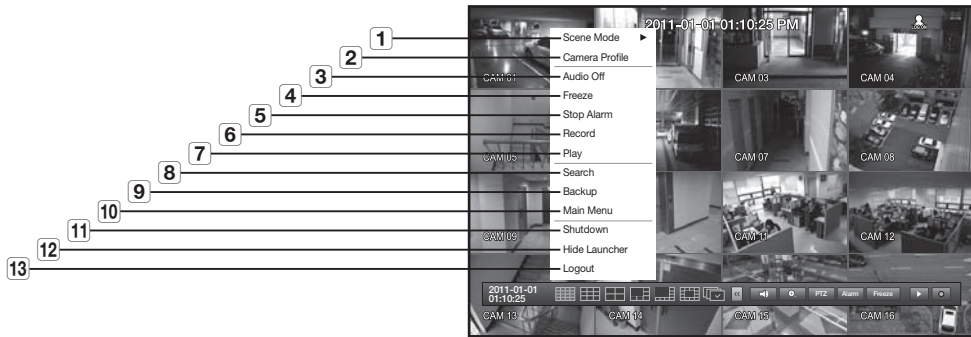 1
2
3
4
5
6
7
8
9
10
11
12
13
2011-01-01 01:10:25 PM
LOG ON
Scene Mode
Camera Profile
Audio Off
Freeze
Stop Alarm
Record
Play
Search
Backup
Main Menu
Shutdown
Hide Launcher
Logout
CAM 01
CAM 03
CAM 04
CAM 05
CAM 07
CAM 08
CAM 09
CAM 11
CAM 12
2011-01-01
01:10:25
PTZ
Alarm
Freeze
CAM 13
CAM 14
CAM 15
CAM 16